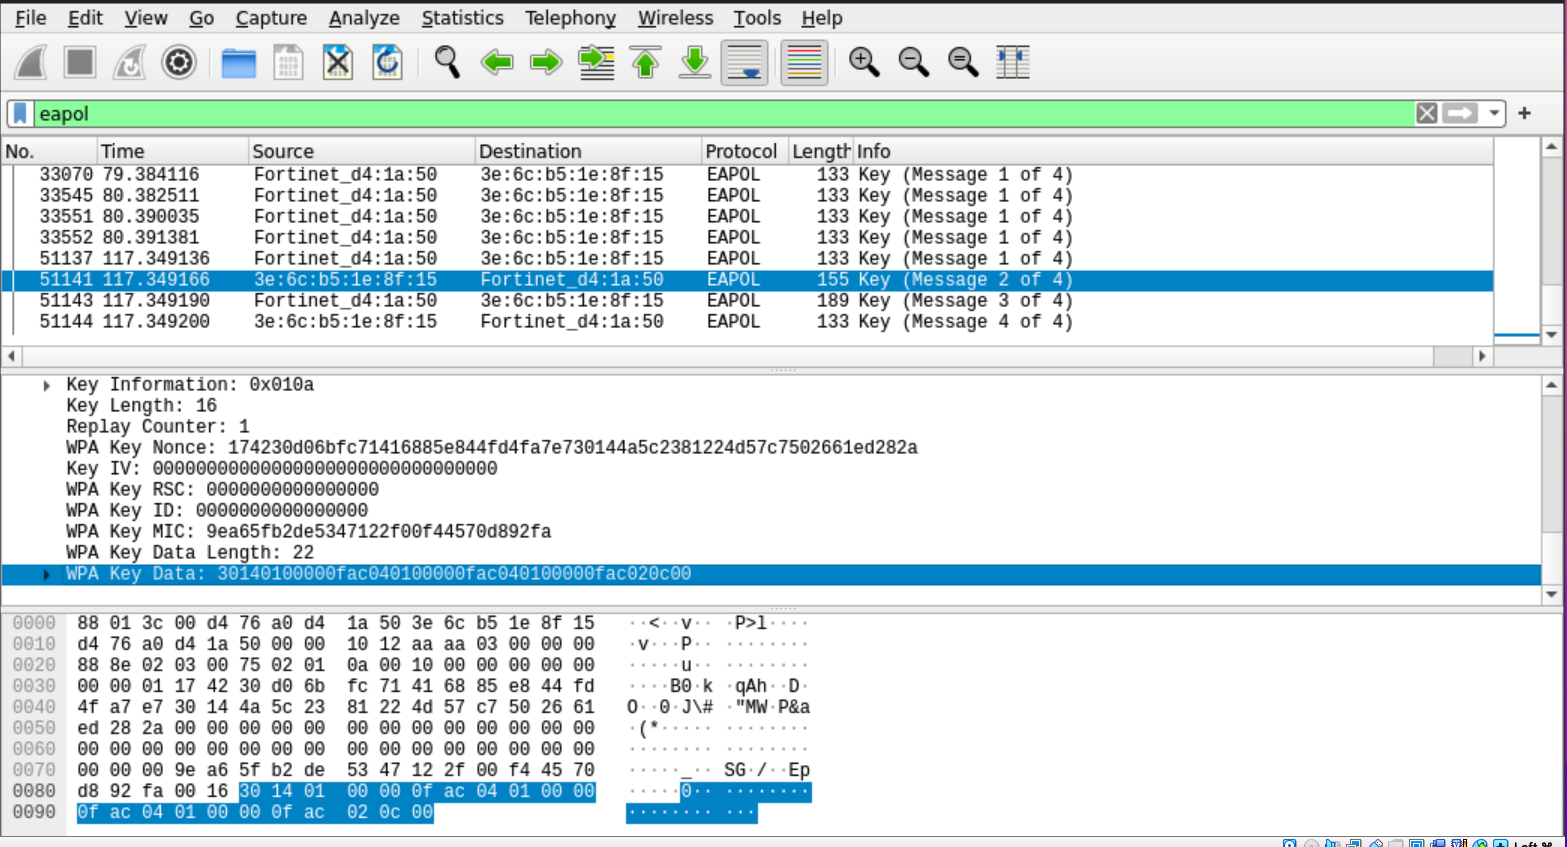 File Edit View Go Capture Analyze Statistics Telephony Wireless Tools Help
eapol
No. Time Source Destination Protocol Length Info
33070 79.384116 Fortinet_d4:1a:50 3e:6c:b5:1e:8f:15 EAPOL 133 Key (Message 1 of 4)
33545 80.382511 Fortinet_d4:1a:50 3e:6c:b5:1e:8f:15 EAPOL 133 Key (Message 1 of 4)
33551 80.390035 Fortinet_d4:1a:50 3e:6c:b5:1e:8f:15 EAPOL 133 Key (Message 1 of 4)
33552 80.391381 Fortinet_d4:1a:50 3e:6c:b5:1e:8f:15 EAPOL 133 Key (Message 1 of 4)
51137 117.349136 Fortinet_d4:1a:50 3e:6c:b5:1e:8f:15 EAPOL 133 Key (Message 1 of 4)
51141 117.349166 3e:6c:b5:1e:8f:15 Fortinet_d4:1a:50 EAPOL 155 Key (Message 2 of 4)
51143 117.349190 Fortinet_d4:1a:50 3e:6c:b5:1e:8f:15 EAPOL 189 Key (Message 3 of 4)
51144 117.349200 3e:6c:b5:1e:8f:15 Fortinet_d4:1a:50 EAPOL 133 Key (Message 4 of 4)
Key Information: 0x010a
Key Length: 16
Replay Counter: 1
WPA Key Nonce: 174230d06bfc71416885e844fd4fa7e730144a5c2381224d57c7502661ed282a
Key IV: 00000000000000000000000000000000
WPA Key RSC: 0000000000000000
WPA Key ID: 0000000000000000
WPA Key MIC: 9ea65fb2de5347122f00f44570d892fa
WPA Key Data Length: 22
WPA Key Data: 30140100000fac040100000fac040100000fac020c00
0000 88 01 3c 00 d4 76 a0 d4 1a 50 3e 6c b5 1e 8f 15 ··<··v·· ·P>l····
0010 d4 76 a0 d4 1a 50 00 00 10 12 aa aa 03 00 00 00 ·v···P·· ········
0020 88 8e 02 03 00 75 02 01 0a 00 10 00 00 00 00 00 ·····u·· ········
0030 00 00 01 17 42 30 d0 6b fc 71 41 68 85 e8 44 fd ····B0·k ·qAh··D·
0040 4f a7 e7 30 14 4a 5c 23 81 22 4d 57 c7 50 26 61 O··0·J\# ·"MW·P&a
0050 ed 28 2a 00 00 00 00 00 00 00 00 00 00 00 00 00 ·(*····· ········
0060 00 00 00 00 00 00 00 00 00 00 00 00 00 00 00 00 ········ ········
0070 00 00 00 9e a6 5f b2 de 53 47 12 2f 00 f4 45 70 ·····_·· SG·/··Ep
0080 d8 92 fa 00 16 30 14 01 00 00 0f ac 04 01 00 00 ·····0·· ········
0090 0f ac 04 01 00 00 0f ac 02 0c 00 ········ ···
Left ⌘